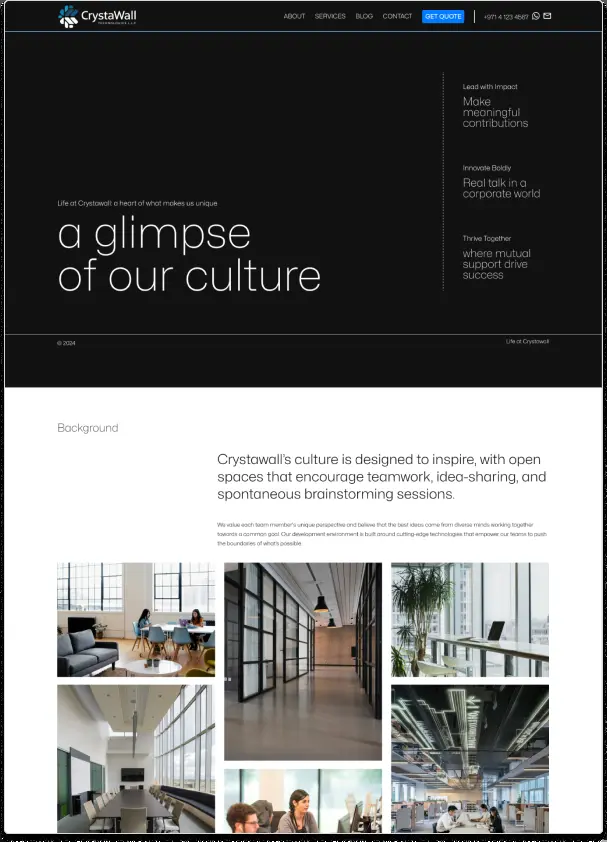 CrystaWall
TECHNOLOGIES L.L.C
ABOUT SERVICES BLOG CONTACT GET QUOTE +971 4 123 4567
Life at Crystawall: a heart of what makes us unique
a glimpse
of our culture
Lead with Impact
Make
meaningful
contributions
Innovate Boldly
Real talk in a
corporate world
Thrive Together
where mutual
support drive
success
© 2024
Life at Crystawall
Background
Crystawall's culture is designed to inspire, with open
spaces that encourage teamwork, idea-sharing, and
spontaneous brainstorming sessions.
We value each team member's unique perspective and believe that the best ideas come from diverse minds working together
towards a common goal. Our development environment is built around cutting-edge technologies that empower our teams to push
the boundaries of what's possible.